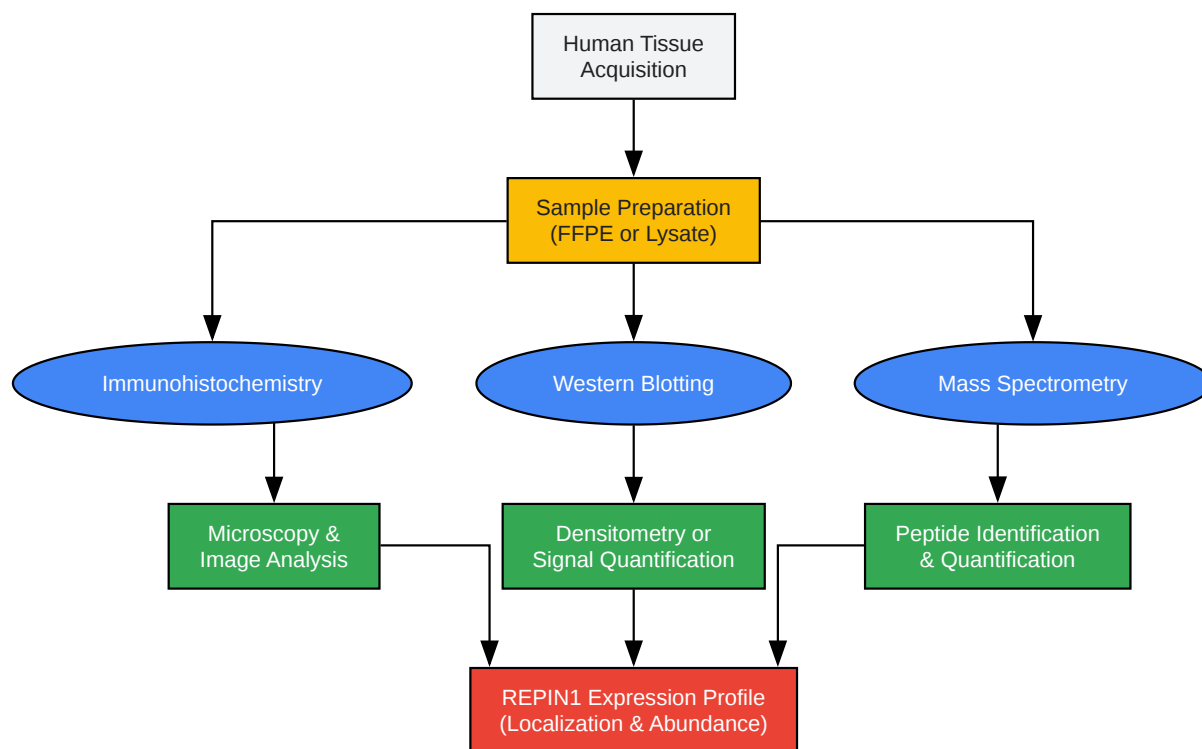 Human Tissue
Acquisition
Sample Preparation
(FFPE or Lysate)
Immunohistochemistry
Western Blotting
Mass Spectrometry
Microscopy &
Image Analysis
Densitometry or
Signal Quantification
Peptide Identification
& Quantification
REPIN1 Expression Profile
(Localization & Abundance)